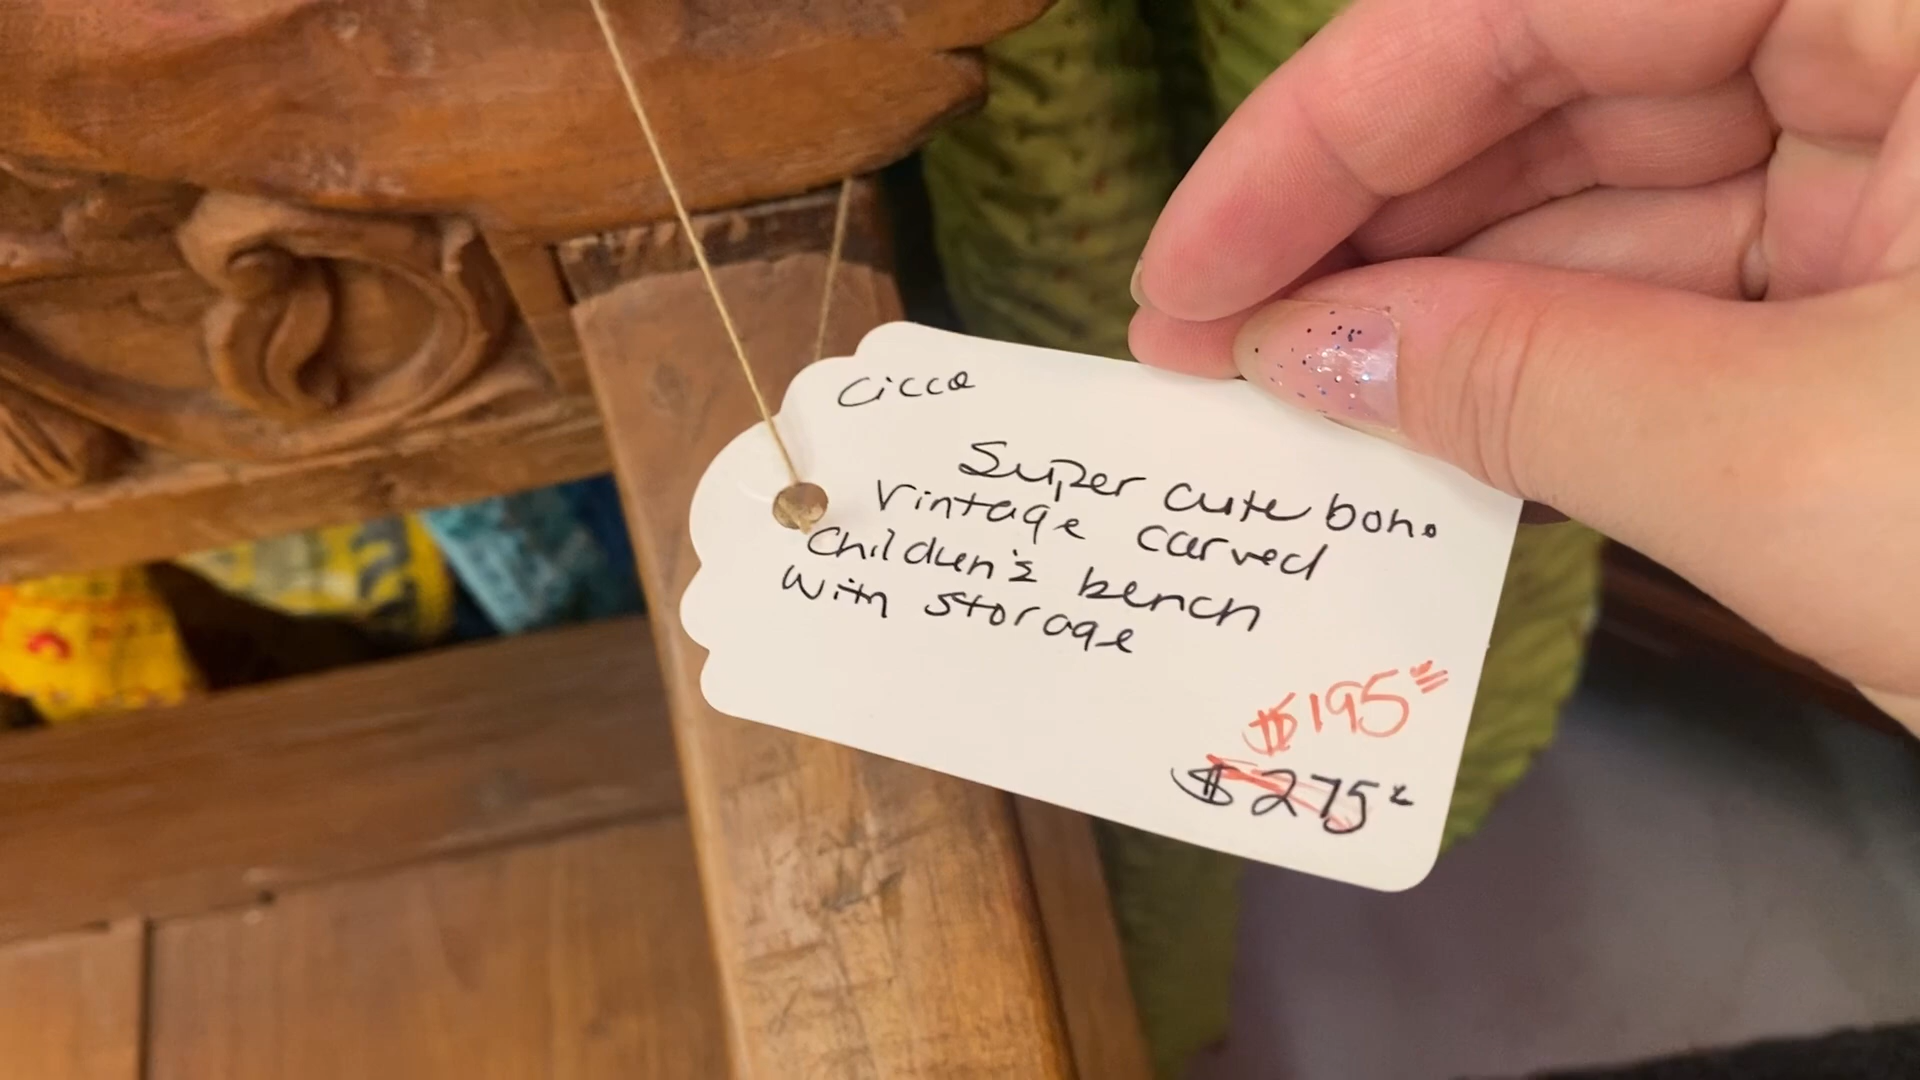 Cicca
Super cute boho
Vintage carved
Children's bench
With storage
$195
$275